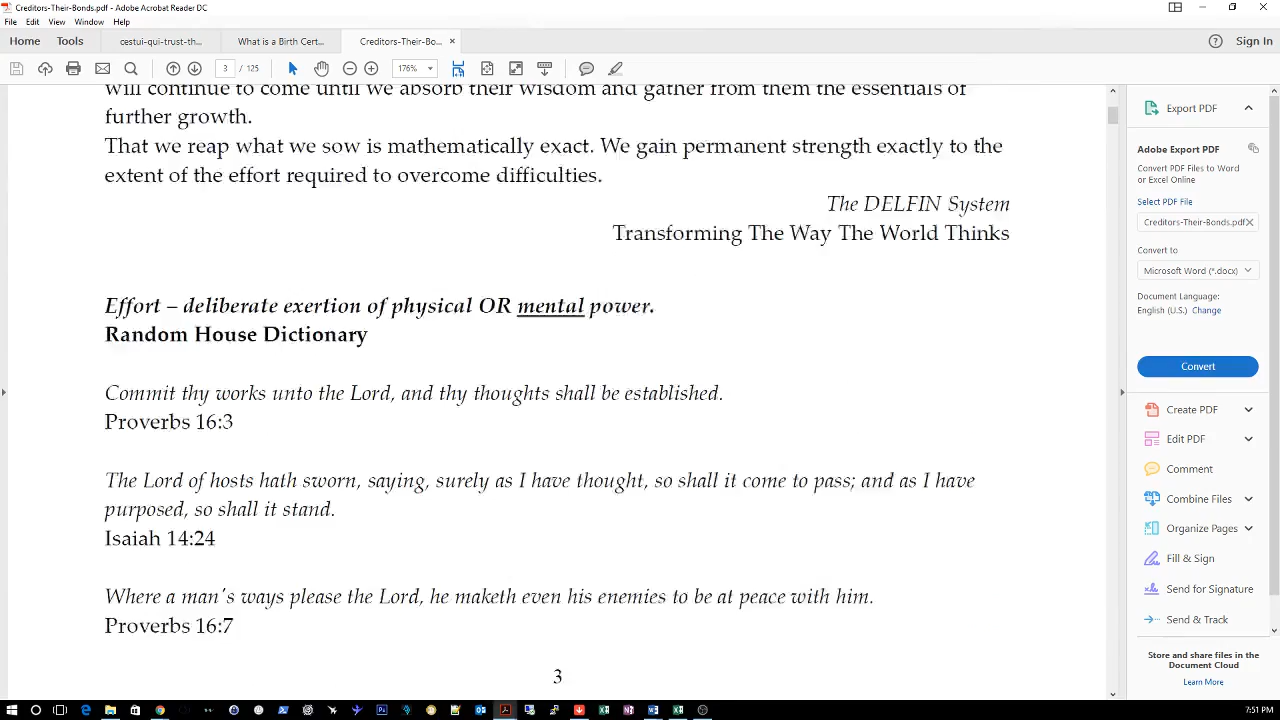 Creditors-Their-Bonds.pdf - Adobe Acrobat Reader DC
File Edit View Window Help
Home Tools cestui-qui-trust-th... What is a Birth Cert... Creditors-Their-Bo... × Sign In
3 / 125 176%
will continue to come until we absorb their wisdom and gather from them the essentials of
further growth.
That we reap what we sow is mathematically exact. We gain permanent strength exactly to the
extent of the effort required to overcome difficulties.
The DELFIN System
Transforming The Way The World Thinks
Effort – deliberate exertion of physical OR mental power.
Random House Dictionary
Commit thy works unto the Lord, and thy thoughts shall be established.
Proverbs 16:3
The Lord of hosts hath sworn, saying, surely as I have thought, so shall it come to pass; and as I have
purposed, so shall it stand.
Isaiah 14:24
Where a man's ways please the Lord, he maketh even his enemies to be at peace with him.
Proverbs 16:7
3
Export PDF
Adobe Export PDF
Convert PDF Files to Word
or Excel Online
Select PDF File
Creditors-Their-Bonds.pdf ×
Convert to
Microsoft Word (*.docx)
Document Language:
English (U.S.) Change
Convert
Create PDF
Edit PDF
Comment
Combine Files
Organize Pages
Fill & Sign
Send for Signature
Send & Track
Store and share files in the
Document Cloud
Learn More
7:51 PM